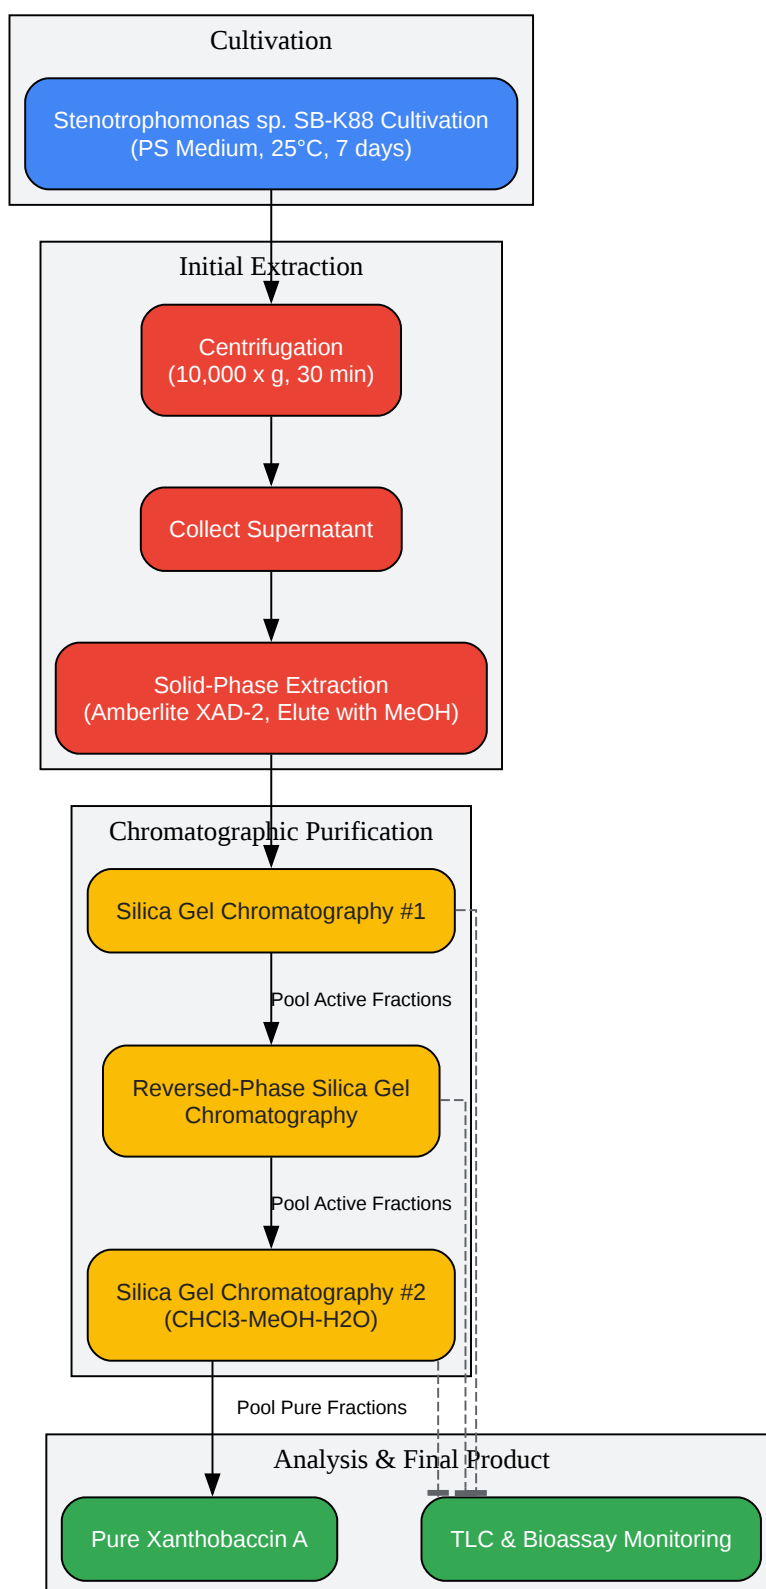 Cultivation
Stenotrophomonas sp. SB-K88 Cultivation
(PS Medium, 25°C, 7 days)
Initial Extraction
Centrifugation
(10,000 x g, 30 min)
Collect Supernatant
Solid-Phase Extraction
(Amberlite XAD-2, Elute with MeOH)
Chromatographic Purification
Silica Gel Chromatography #1
Pool Active Fractions
Reversed-Phase Silica Gel
Chromatography
Pool Active Fractions
Silica Gel Chromatography #2
(CHCl3-MeOH-H2O)
Pool Pure Fractions
Analysis & Final Product
Pure Xanthobaccin A
TLC & Bioassay Monitoring